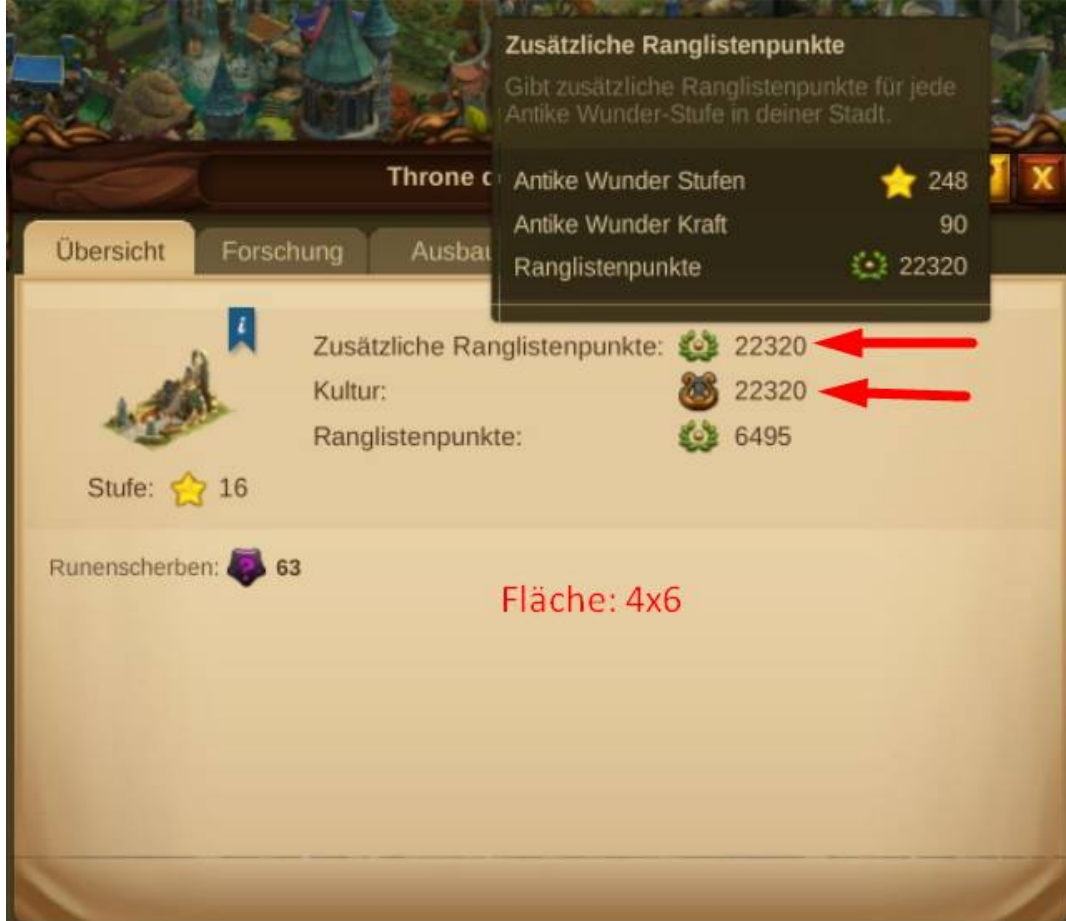 Zusätzliche Ranglistenpunkte
Gibt zusätzliche Ranglistenpunkte für jede
Antike Wunder-Stufe in deiner Stadt.
Antike Wunder Stufen 248
Antike Wunder Kraft 90
Ranglistenpunkte 22320
Throne
X
Übersicht Forschung
Zusätzliche Ranglistenpunkte: 22320
Kultur: 22320
Ranglistenpunkte: 6495
Stufe: 16
Runenscherben: ? 63
Fläche: 4x6